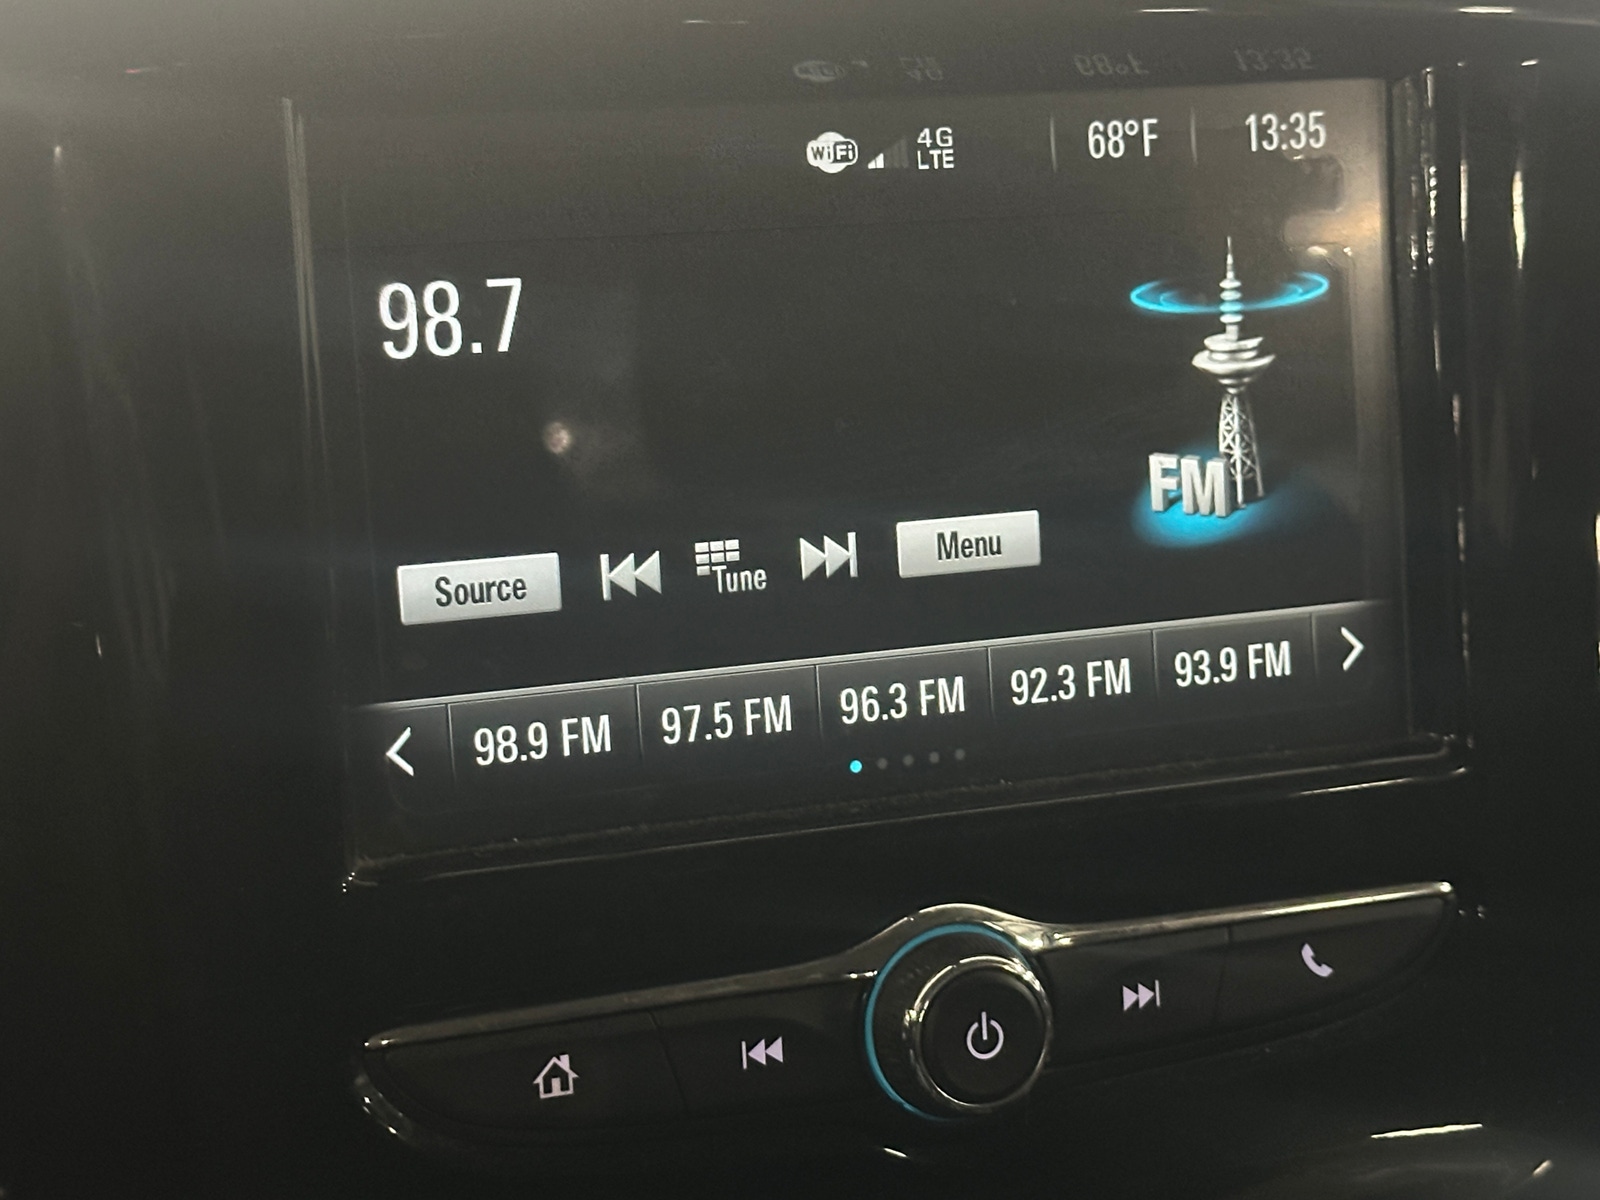 WiFi 4G LTE 68°F 13:35
98.7
FM
Source Tune Menu
98.9 FM 97.5 FM 96.3 FM 92.3 FM 93.9 FM